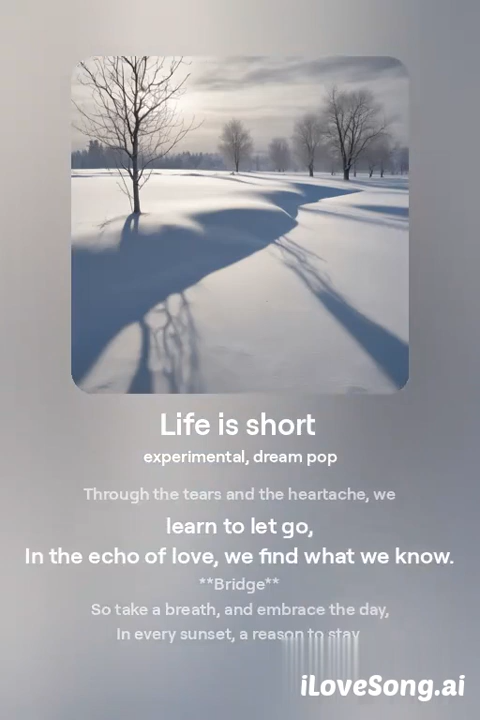 Life is short
experimental, dream pop
Through the tears and the heartache, we
learn to let go,
In the echo of love, we find what we know.
**Bridge**
So take a breath, and embrace the day,
In every sunset, a reason to stay
iLoveSong.ai